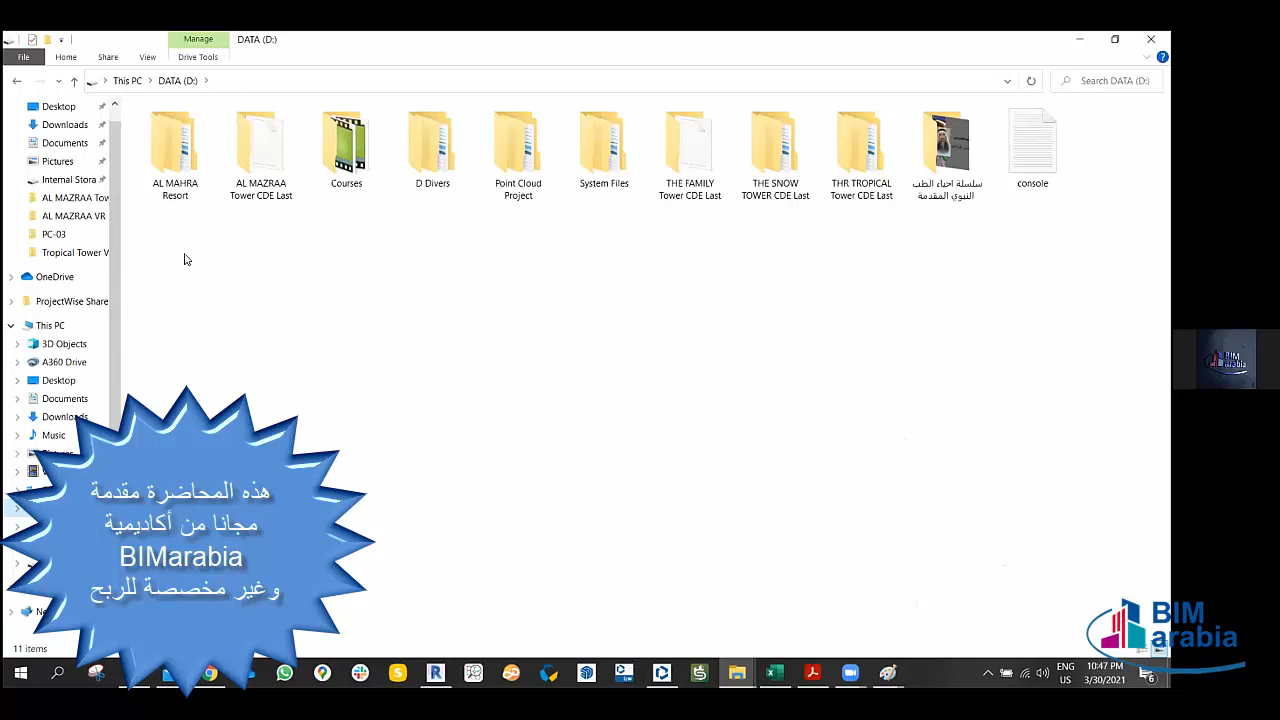 Manage
DATA (D:)
File
Home
Share
View
Drive Tools
This PC
DATA (D:)
Search DATA (D:)
Desktop
Downloads
Documents
Pictures
Internal Stora
AL MAZRAA Tow
AL MAZRAA VR
PC-03
Tropical Tower V
OneDrive
ProjectWise Share
This PC
3D Objects
A360 Drive
Desktop
Documents
Downloads
Music
AL MAHRA
Resort
AL MAZRAA
Tower CDE Last
Courses
D Divers
Point Cloud
Project
System Files
THE FAMILY
Tower CDE Last
THE SNOW
TOWER CDE Last
THR TROPICAL
Tower CDE Last
سلسلة احياء الطب
النبوي المقدمة
console
هذه المحاضرة مقدمة
مجانا من أكاديمية
BIMarabia
وغير مخصصة للربح
11 items
BIM
arabia
BIM
arabia
ENG
US
10:47 PM
3/30/2021
6